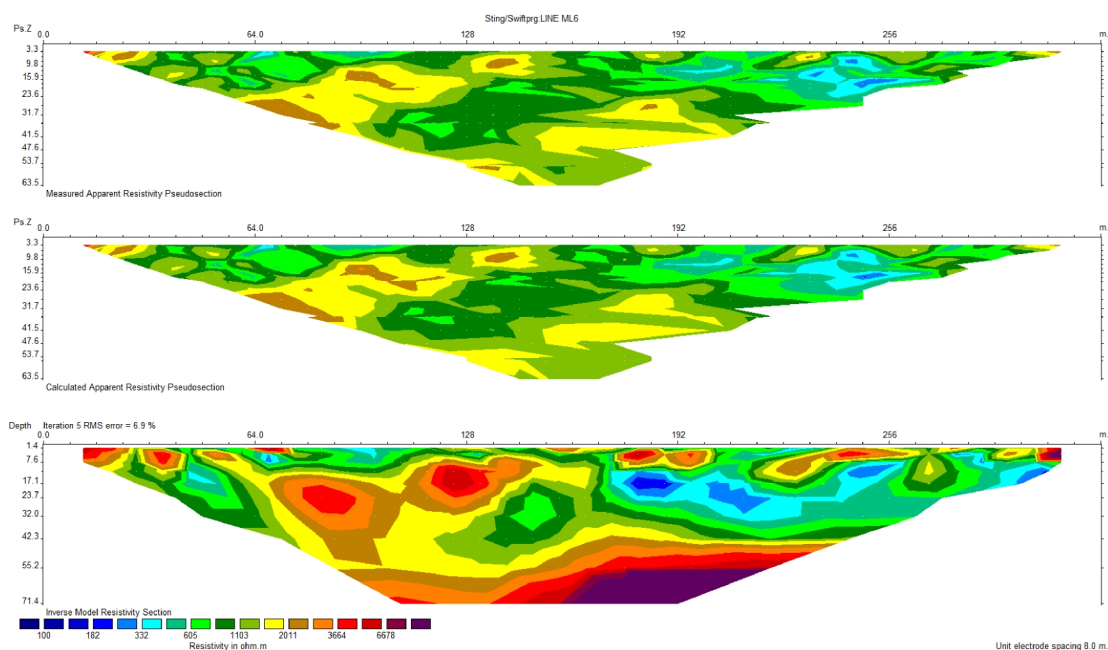 Sting/Swiftprg:LINE ML6
Ps.Z 0.0 64.0 128 192 256 m.
3.3
9.8
15.9
23.6
31.7
41.5
47.6
53.7
63.5
Measured Apparent Resistivity Pseudosection
Ps.Z 0.0 64.0 128 192 256 m.
3.3
9.8
15.9
23.6
31.7
41.5
47.6
53.7
63.5
Calculated Apparent Resistivity Pseudosection
Depth Iteration 5 RMS error = 6.9 %
0.0 64.0 128 192 256 m.
1.4
7.6
17.1
23.7
32.0
42.3
55.2
71.4
Inverse Model Resistivity Section
100 182 332 605 1103 2011 3664 6678
Resistivity in ohm.m
Unit electrode spacing 8.0 m.